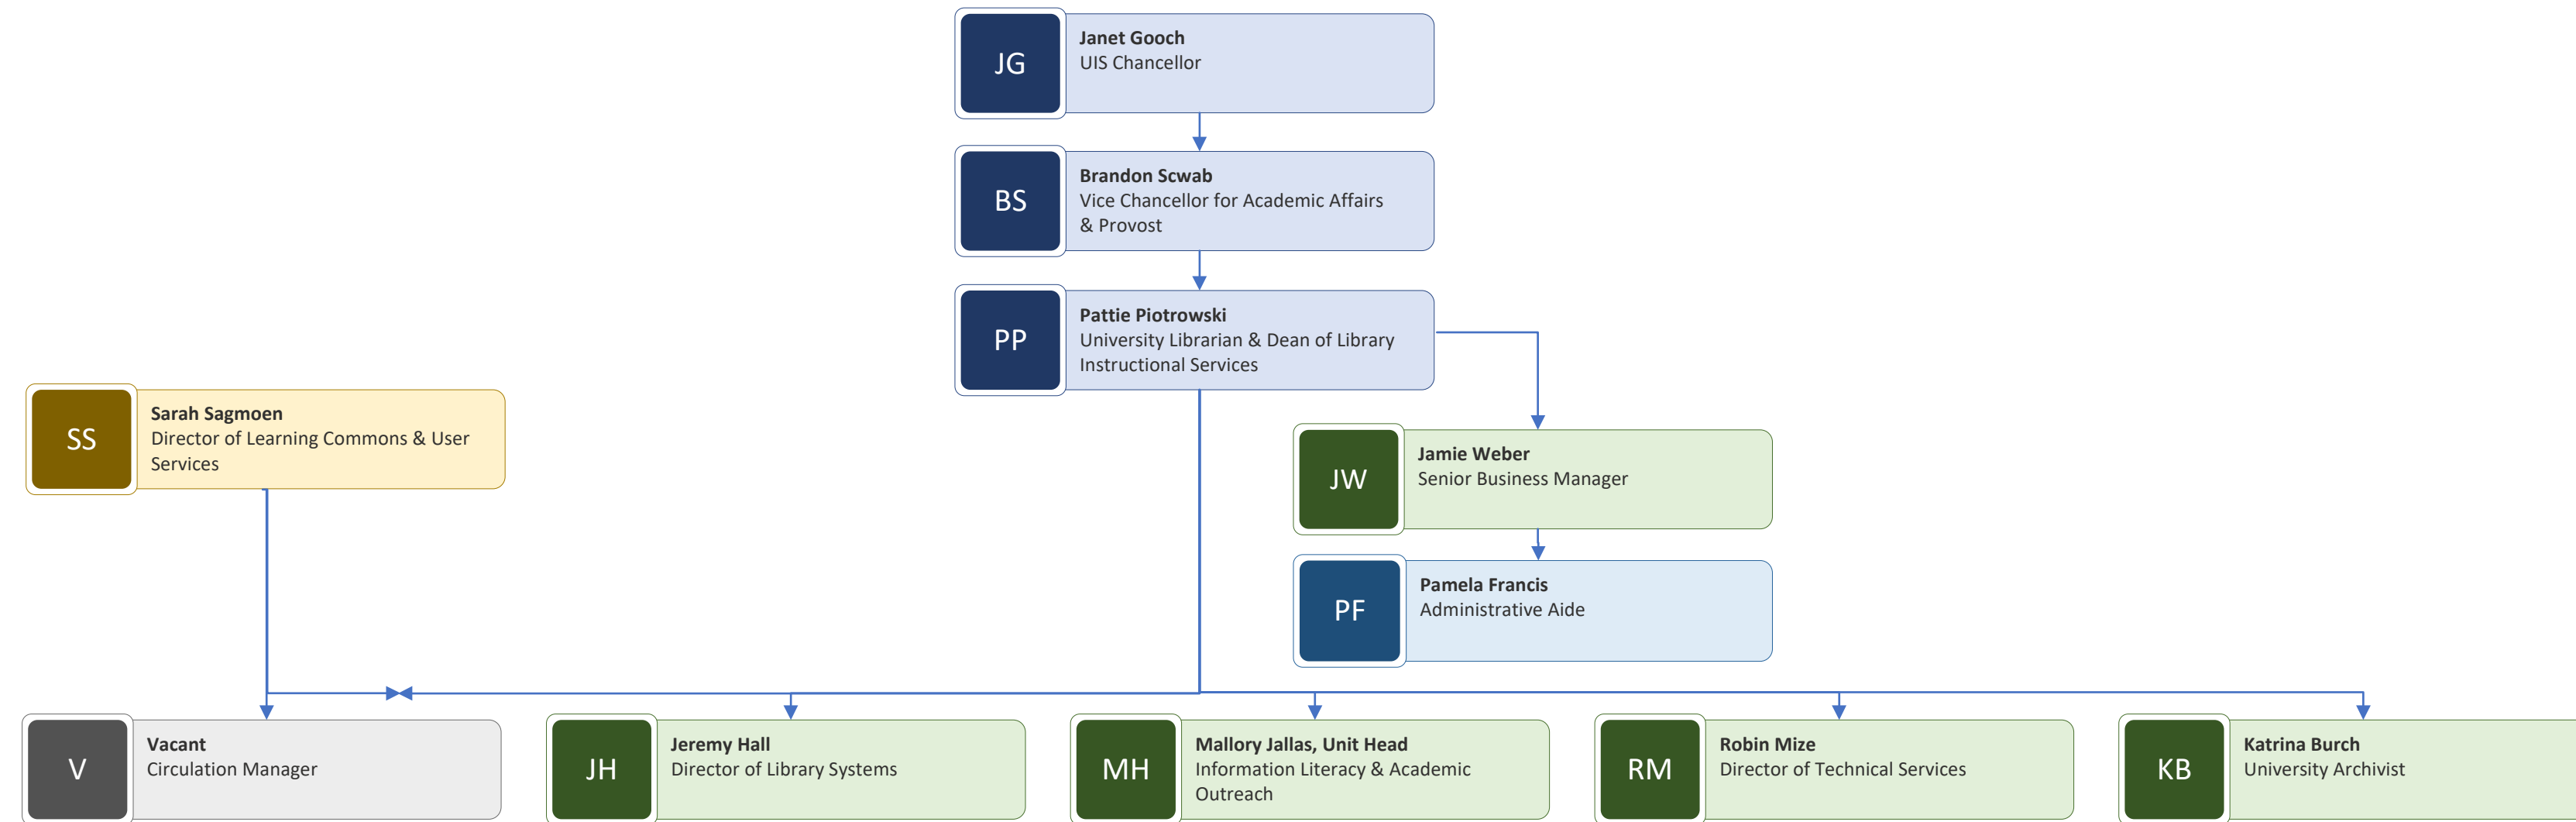 JG
Janet Gooch
UIS Chancellor
BS
Brandon Scwab
Vice Chancellor for Academic Affairs
& Provost
PP
Pattie Piotrowski
University Librarian & Dean of Library
Instructional Services
SS
Sarah Sagmoen
Director of Learning Commons & User
Services
JW
Jamie Weber
Senior Business Manager
PF
Pamela Francis
Administrative Aide
V
Vacant
Circulation Manager
JH
Jeremy Hall
Director of Library Systems
MH
Mallory Jallas, Unit Head
Information Literacy & Academic
Outreach
RM
Robin Mize
Director of Technical Services
KB
Katrina Burch
University Archivist